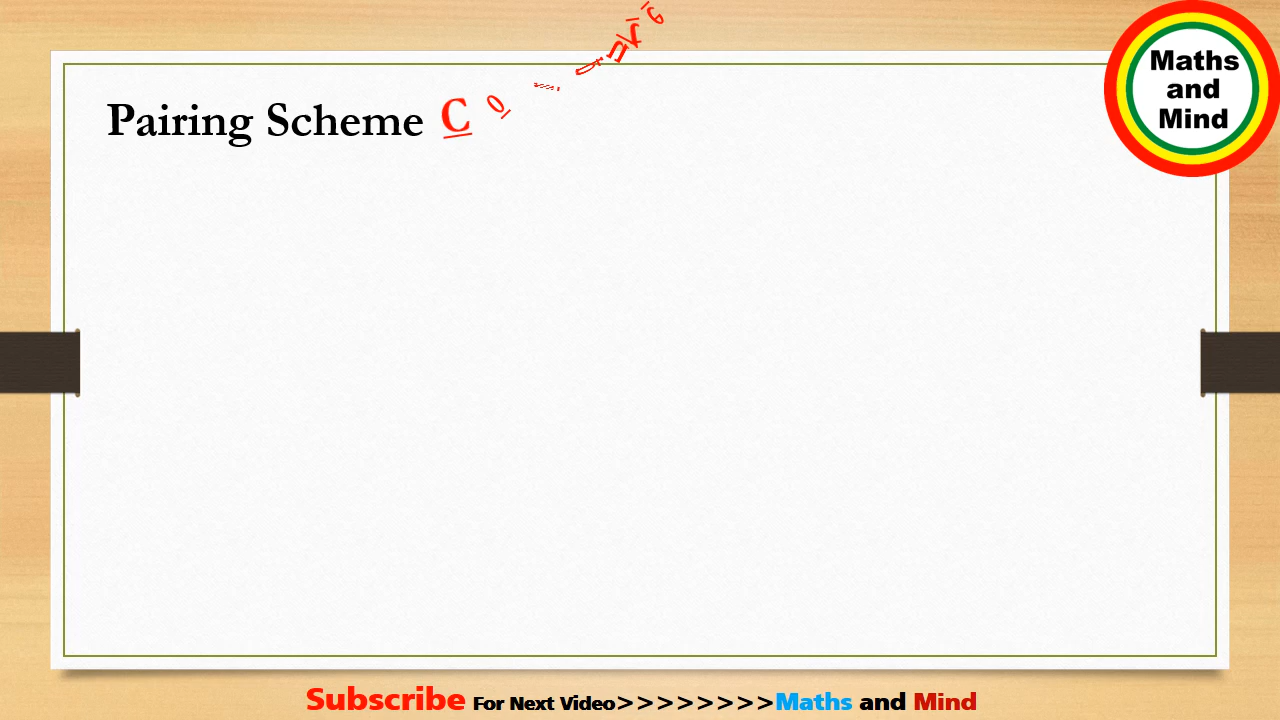 Pairing Scheme C
Maths
and
Mind
Subscribe For Next Video>>>>>>>>Maths and Mind